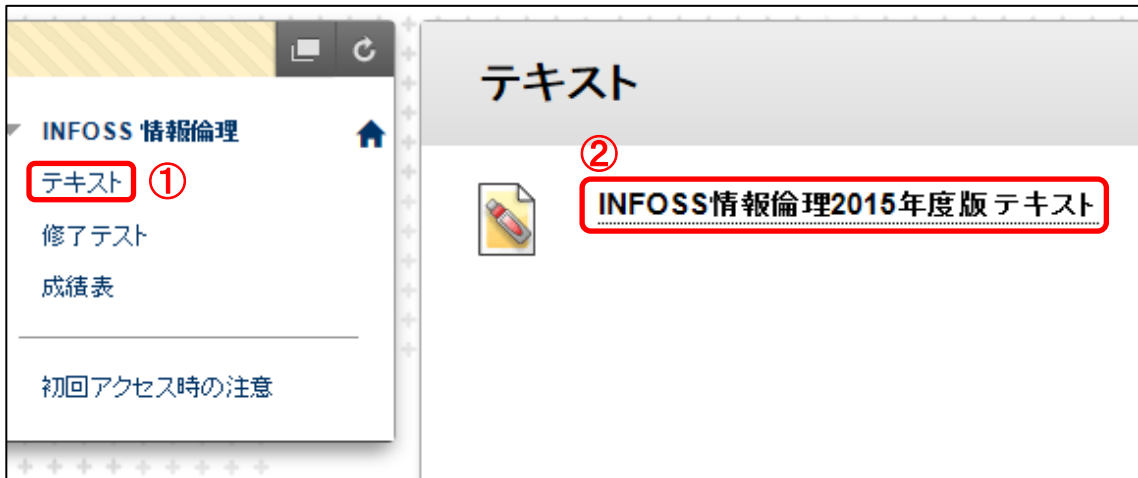 INFOSS 情報倫理
テキスト ①
修了テスト
成績表
初回アクセス時の注意
テキスト
②
INFOSS情報倫理2015年度版テキスト